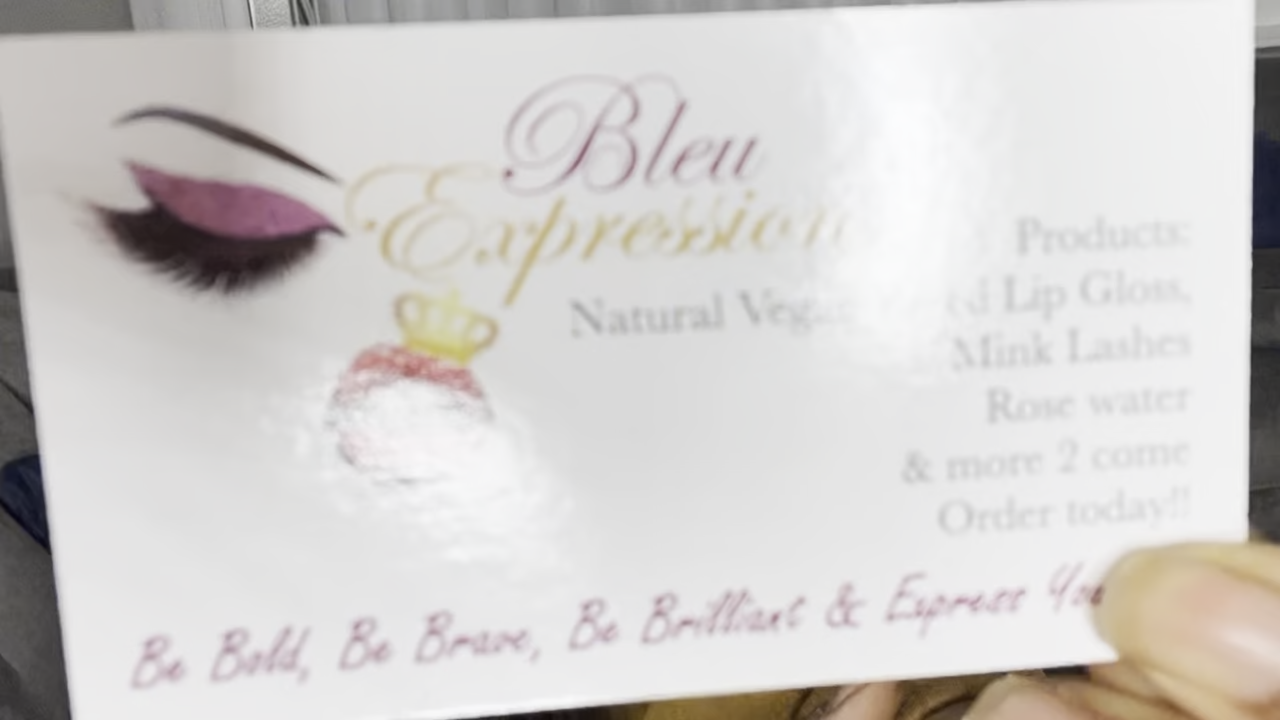 Bleu
Expression
Products:
Natural Vegan Lip Gloss,
Mink Lashes
Rose water
& more 2 come
Order today!!
Be Bold, Be Brave, Be Brilliant & Express